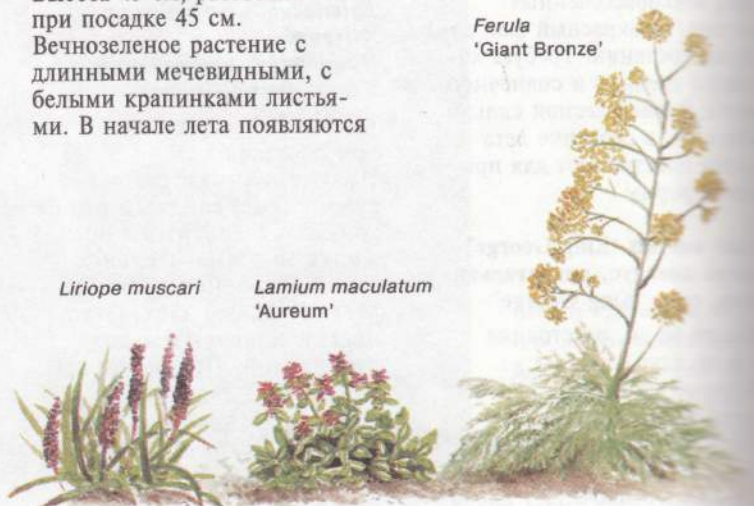 при посадке 45 см.
Вечнозеленое растение с
длинными мечевидными, с
белыми крапинками листья-
ми. В начале лета появляются
Ferula
'Giant Bronze'
Liriope muscari
Lamium maculatum
'Aureum'